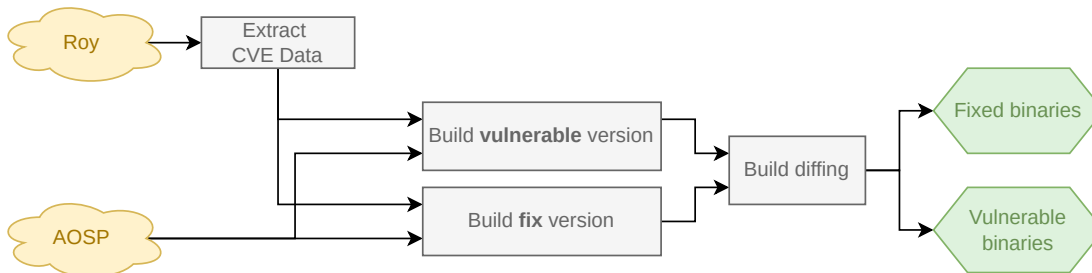 Roy
Extract
CVE Data
Build vulnerable version
Build fix version
AOSP
Build diffing
Fixed binaries
Vulnerable
binaries